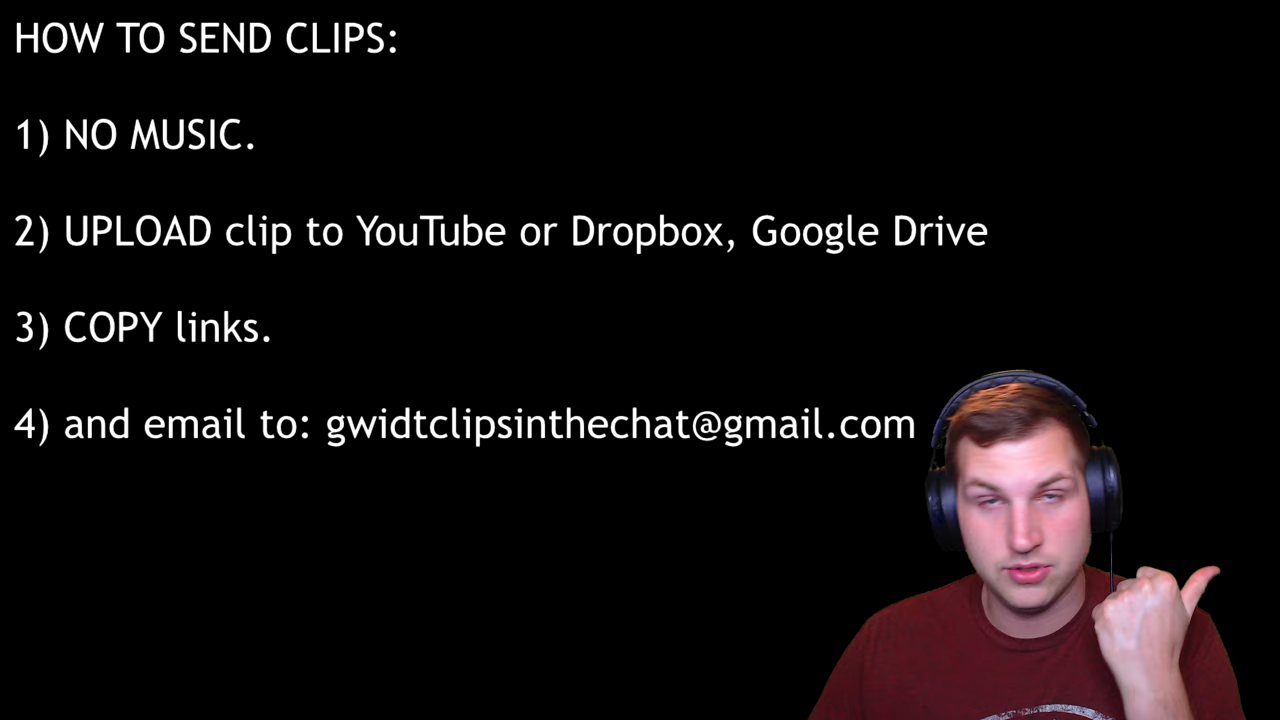 HOW TO SEND CLIPS:
1) NO MUSIC.
2) UPLOAD clip to YouTube or Dropbox, Google Drive
3) COPY links.
4) and email to: gwidtclipsinthechat@gmail.com